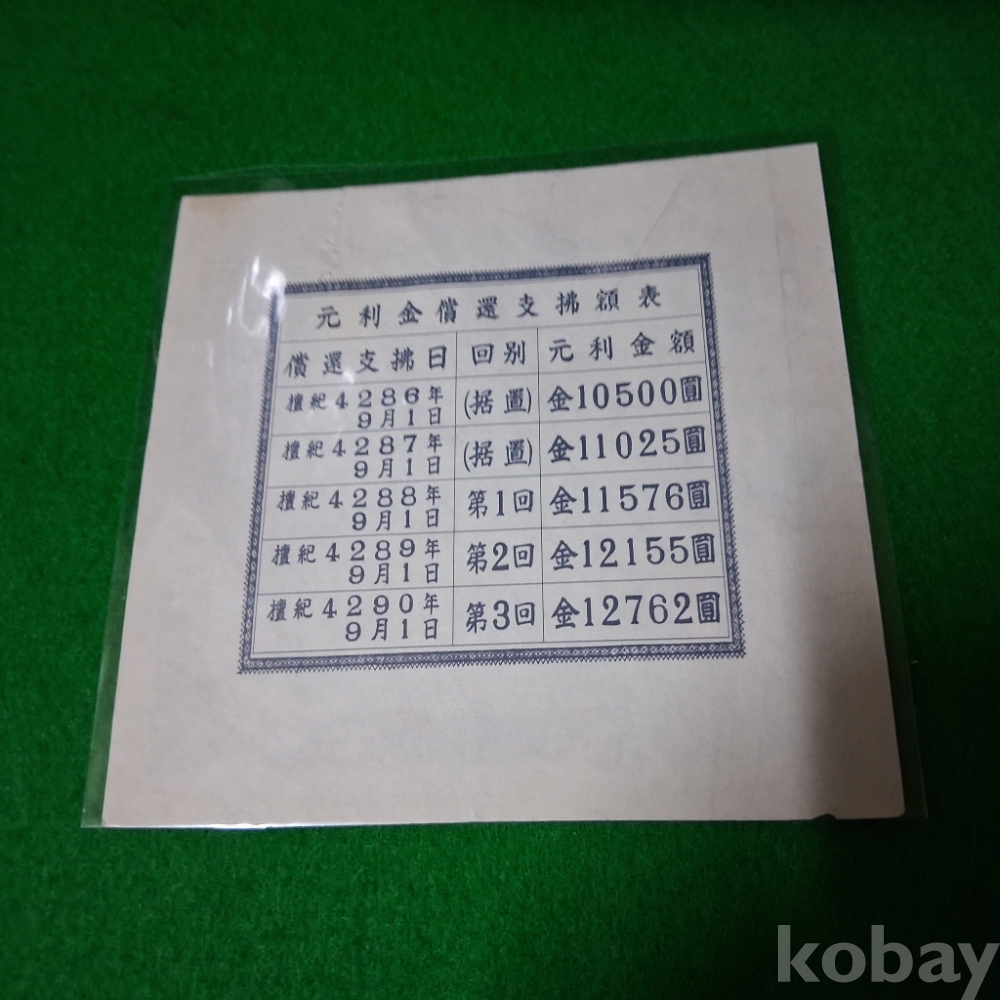 元利金償還支拂額表
償還支拂日 回別 元利金額
檀紀4286年9月1日 (据置) 金10500圓
檀紀4287年9月1日 (据置) 金11025圓
檀紀4288年9月1日 第1回 金11576圓
檀紀4289年9月1日 第2回 金12155圓
檀紀4290年9月1日 第3回 金12762圓
kobay